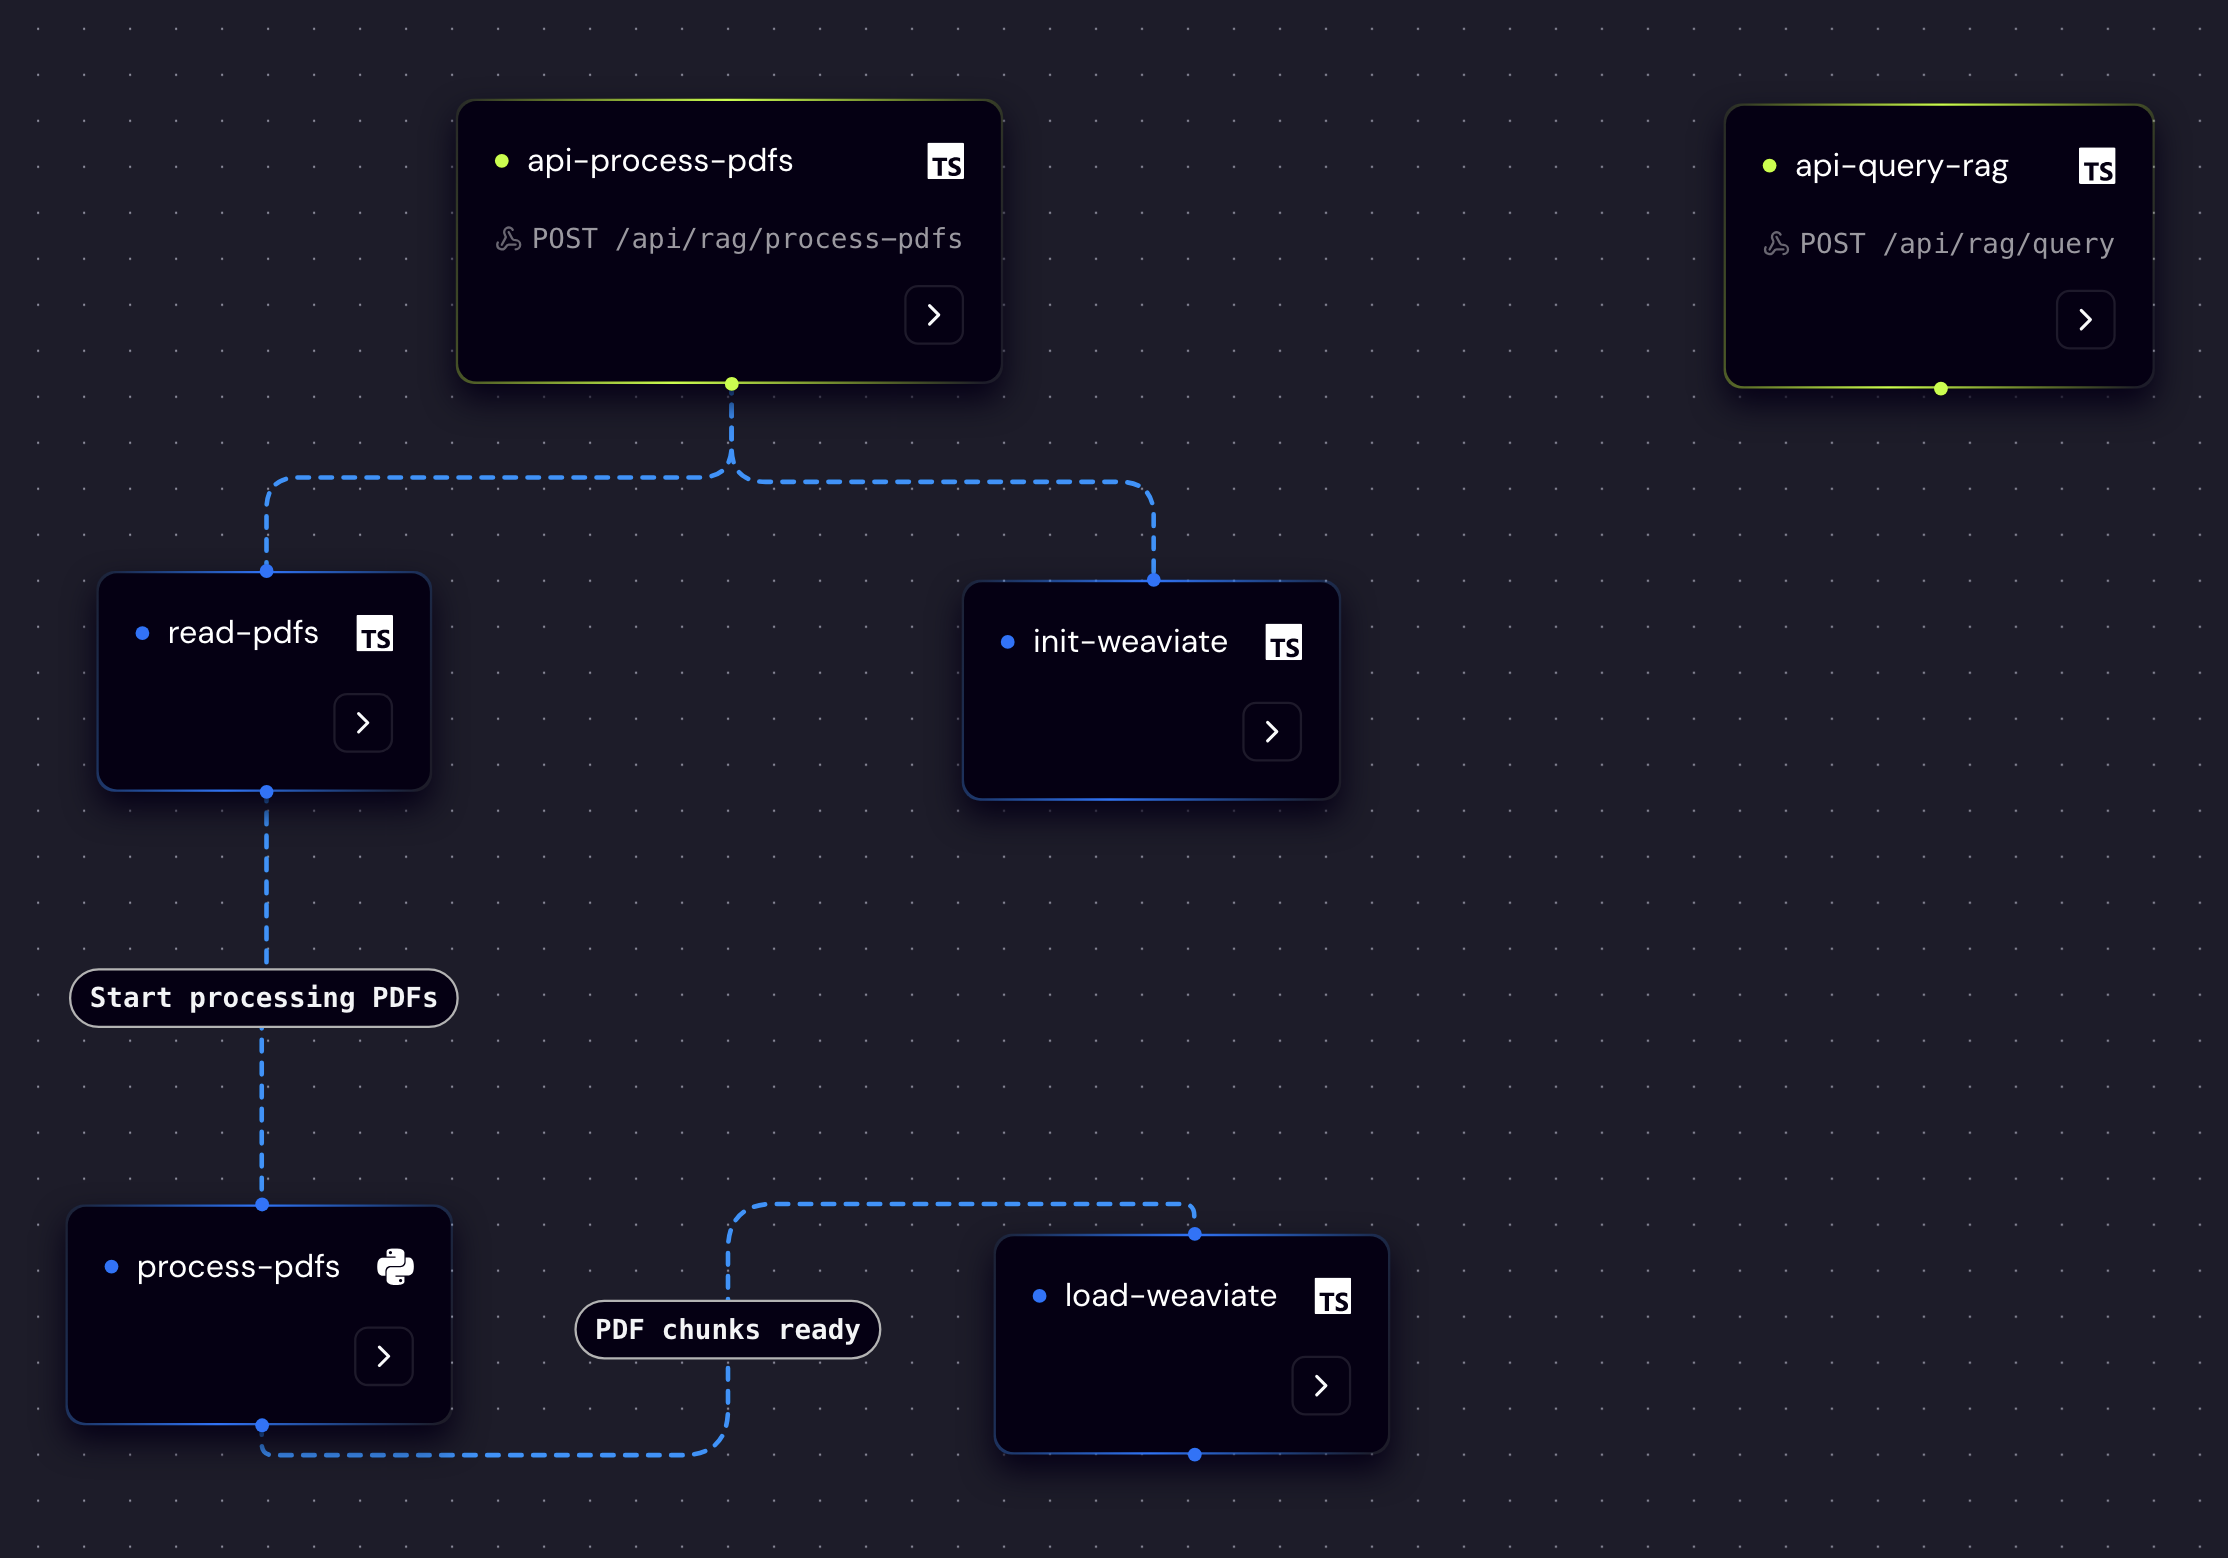 api-process-pdfs TS
POST /api/rag/process-pdfs
api-query-rag TS
POST /api/rag/query
read-pdfs TS
init-weaviate TS
Start processing PDFs
process-pdfs
PDF chunks ready
load-weaviate TS